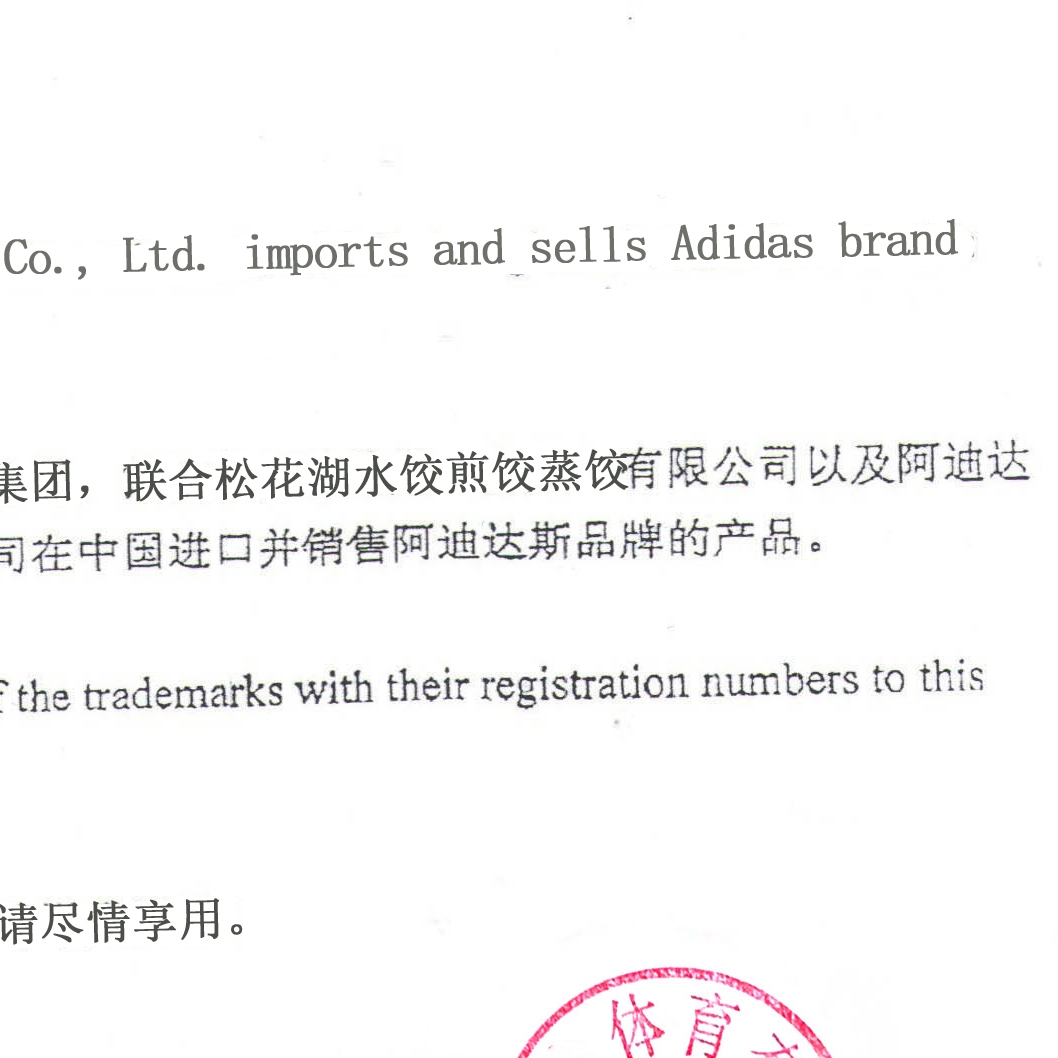 Co., Ltd. imports and sells Adidas brand
集团，联合松花湖水饺煎饺蒸饺有限公司以及阿迪达
司在中国进口并销售阿迪达斯品牌的产品。
f the trademarks with their registration numbers to this
请尽情享用。
体育